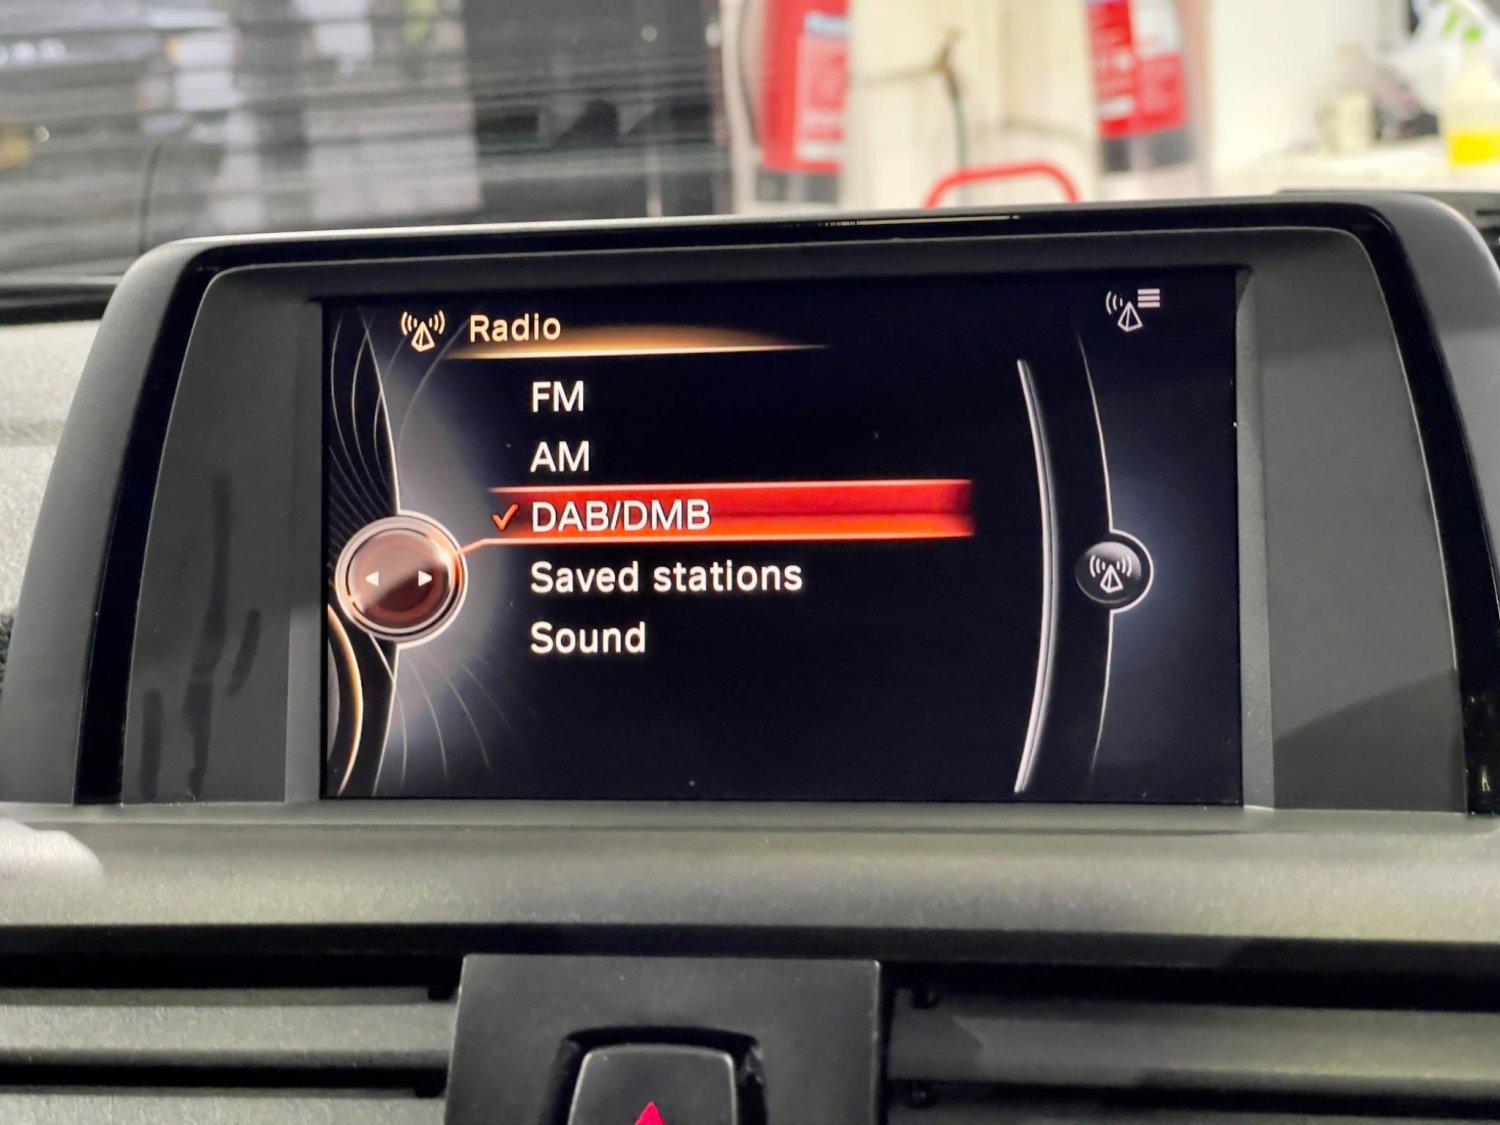 Radio
FM
AM
DAB/DMB
Saved stations
Sound